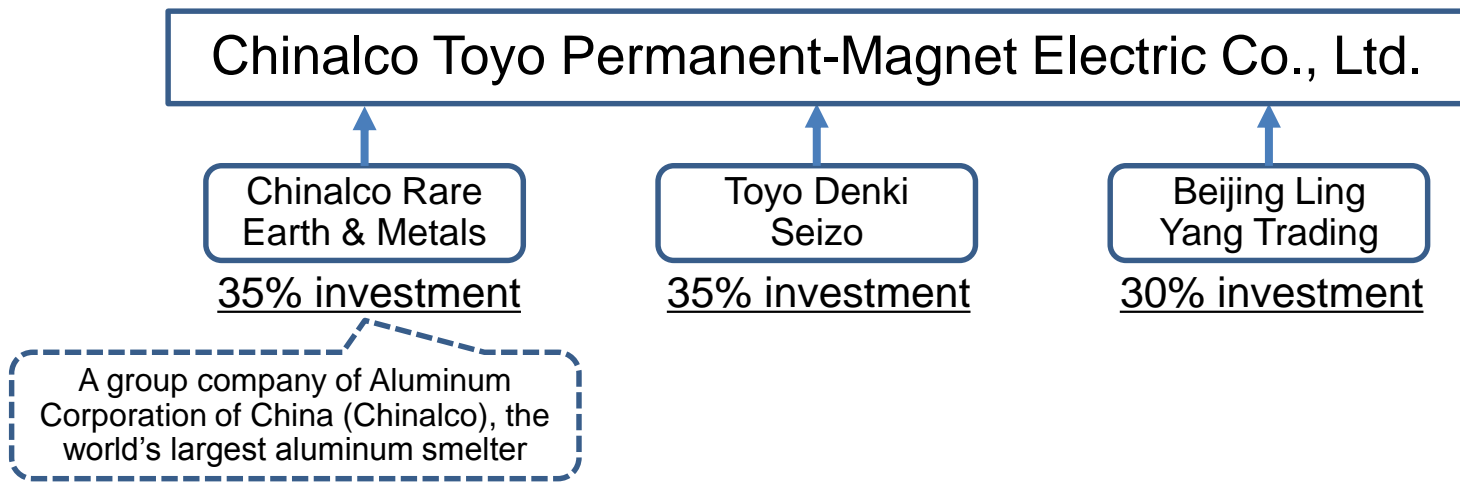 Chinalco Toyo Permanent-Magnet Electric Co., Ltd.
Chinalco Rare
Earth & Metals
35% investment
Toyo Denki
Seizo
35% investment
Beijing Ling
Yang Trading
30% investment
A group company of Aluminum
Corporation of China (Chinalco), the
world’s largest aluminum smelter